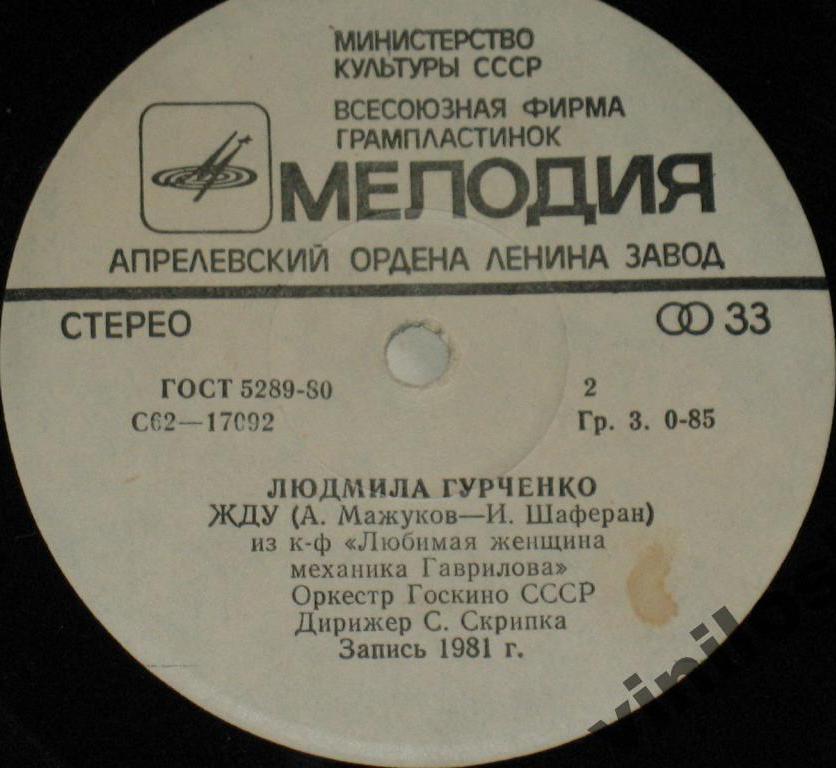 МИНИСТЕРСТВО
КУЛЬТУРЫ СССР
ВСЕСОЮЗНАЯ ФИРМА
ГРАМПЛАСТИНОК
МЕЛОДИЯ
АПРЕЛЕВСКИЙ ОРДЕНА ЛЕНИНА ЗАВОД
СТЕРЕО 33
ГОСТ 5289-80 2
С62—17092 Гр. 3. 0-85
ЛЮДМИЛА ГУРЧЕНКО
ЖДУ (А. Мажуков—И. Шаферан)
из к-ф «Любимая женщина
механика Гаврилова»
Оркестр Госкино СССР
Дирижер С. Скрипка
Запись 1981 г.